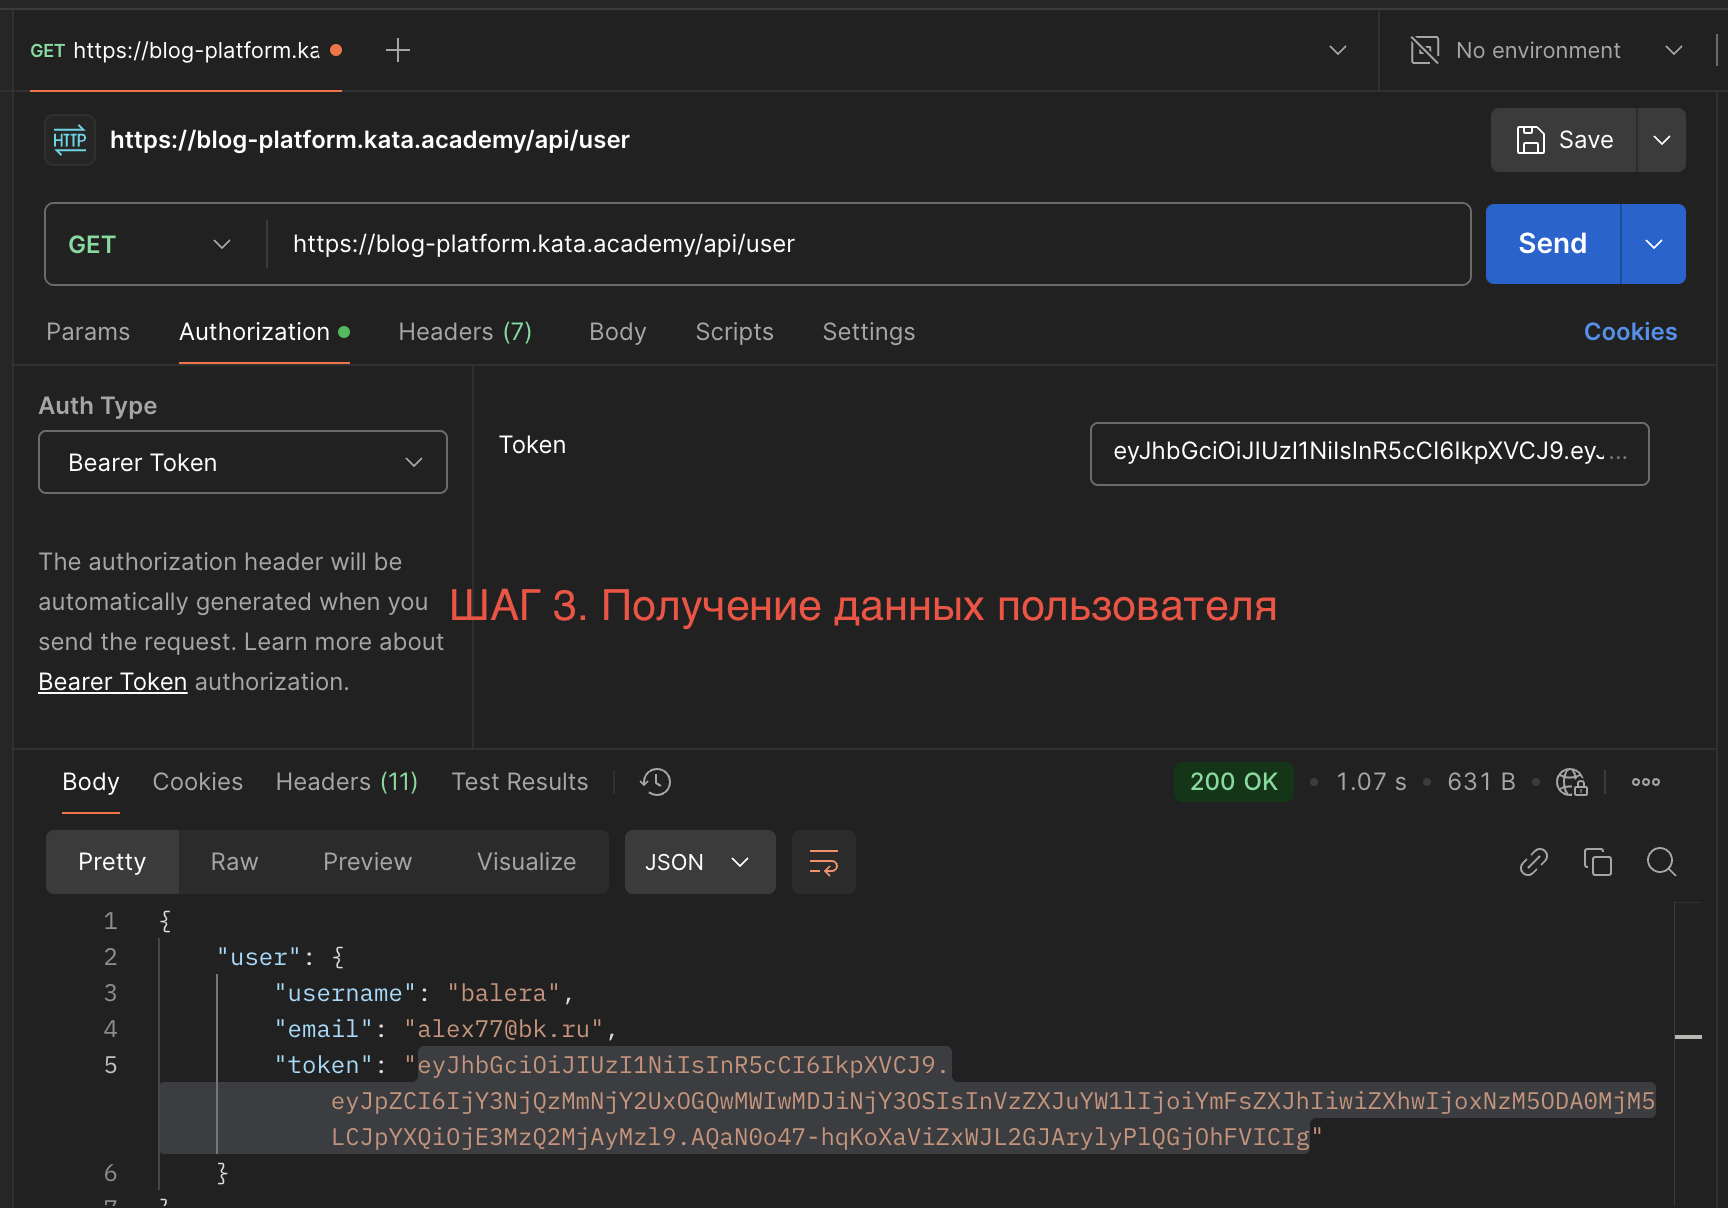 GET https://blog-platform.ka
No environment
HTTP https://blog-platform.kata.academy/api/user
Save
GET https://blog-platform.kata.academy/api/user
Send
Params Authorization Headers (7) Body Scripts Settings Cookies
Auth Type
Bearer Token
Token
eyJhbGciOiJIUzI1NiIsInR5cCI6IkpXVCJ9.eyJ...
The authorization header will be
automatically generated when you
send the request. Learn more about
Bearer Token authorization.
ШАГ 3. Получение данных пользователя
Body Cookies Headers (11) Test Results
200 OK • 1.07 s • 631 B
Pretty Raw Preview Visualize JSON
1 {
2 "user": {
3 "username": "balera",
4 "email": "alex77@bk.ru",
5 "token": "eyJhbGciOiJIUzI1NiIsInR5cCI6IkpXVCJ9.
eyJpZCI6IjY3NjQzMmNjY2UxOGQwMWIwMDJiNjY3OSIsInVzZXJuYW1lIjoiYmFsZXJhIiwiZXhwIjoxNzM5ODA0MjM5
LCJpYXQiOjE3MzQ2MjAyMzl9.AQaN0o47-hqKoXaViZxWJL2GJArylyPlQGjOhFVICIg"
6 }
7 }